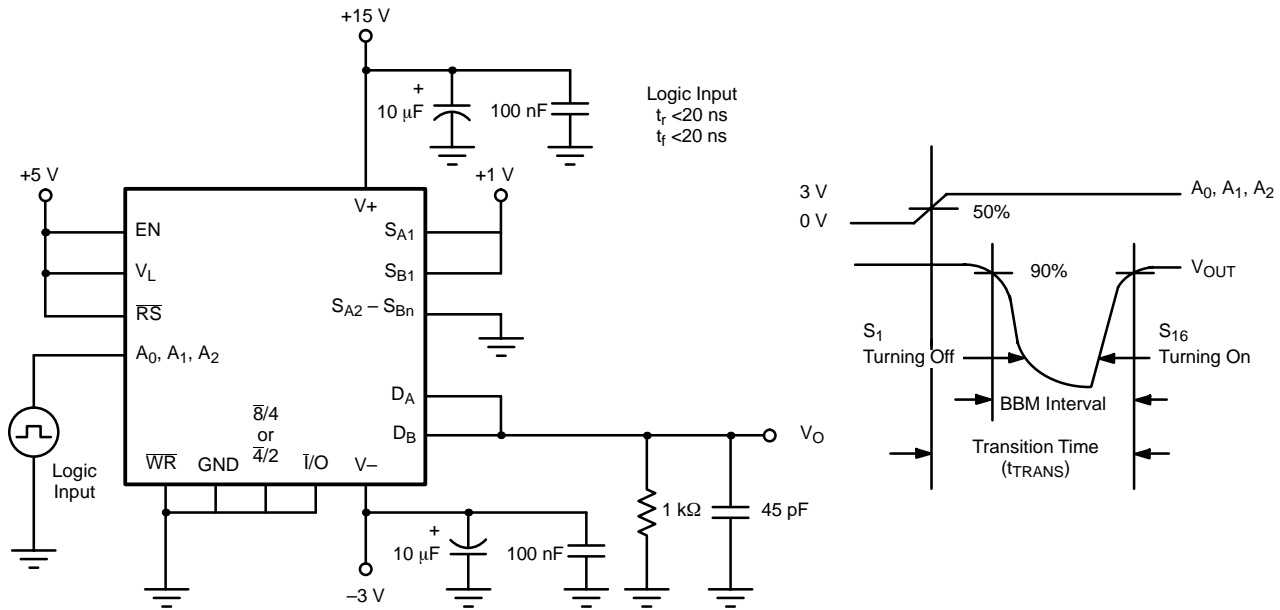 +15 V
+
10 μF
100 nF
Logic Input
tr <20 ns
tf <20 ns
+5 V
+1 V
V+
EN
VL
RS
A0, A1, A2
SA1
SB1
SA2 – SBn
DA
DB
VO
8/4
or
4/2
WR
GND
I/O
V–
Logic
Input
+
10 μF
100 nF
1 kΩ
45 pF
–3 V
3 V
0 V
50%
A0, A1, A2
90%
VOUT
S1
Turning Off
S16
Turning On
BBM Interval
Transition Time
(tTRANS)